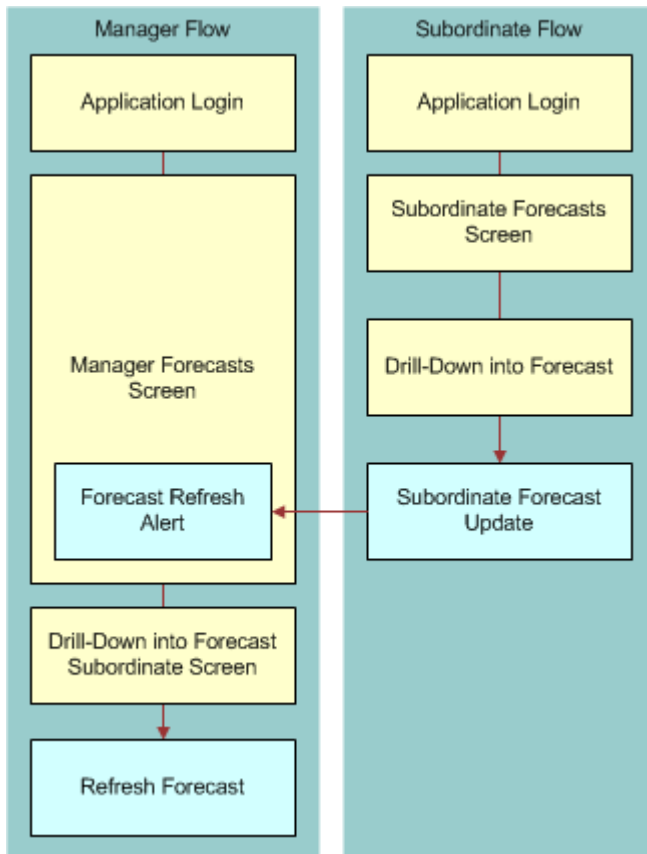 Manager Flow
Application Login
Manager Forecasts
Screen
Forecast Refresh
Alert
Drill-Down into Forecast
Subordinate Screen
Refresh Forecast
Subordinate Flow
Application Login
Subordinate Forecasts
Screen
Drill-Down into Forecast
Subordinate Forecast
Update